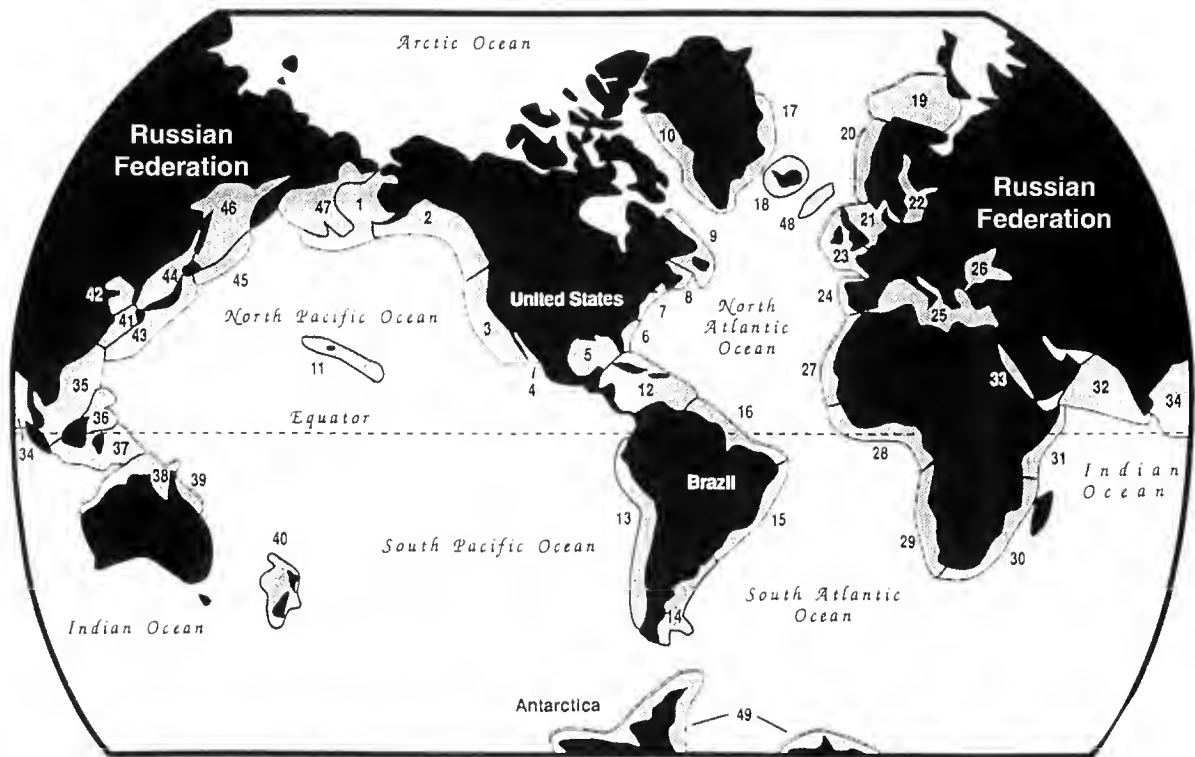 Arctic Ocean
17
19
10
20
Russian
Federation
Russian
Federation
18
48
21
22
46
47
1
2
9
23
26
44
45
8
42
United States
7
North
Atlantic
Ocean
24
25
41
43
North Pacific Ocean
3
6
5
11
4
27
33
32
34
35
12
36
Equator
16
34
37
28
31
Indian
Ocean
38
39
Brazil
13
15
40
South Pacific Ocean
29
30
South Atlantic
Ocean
14
Indian Ocean
Antarctica
49